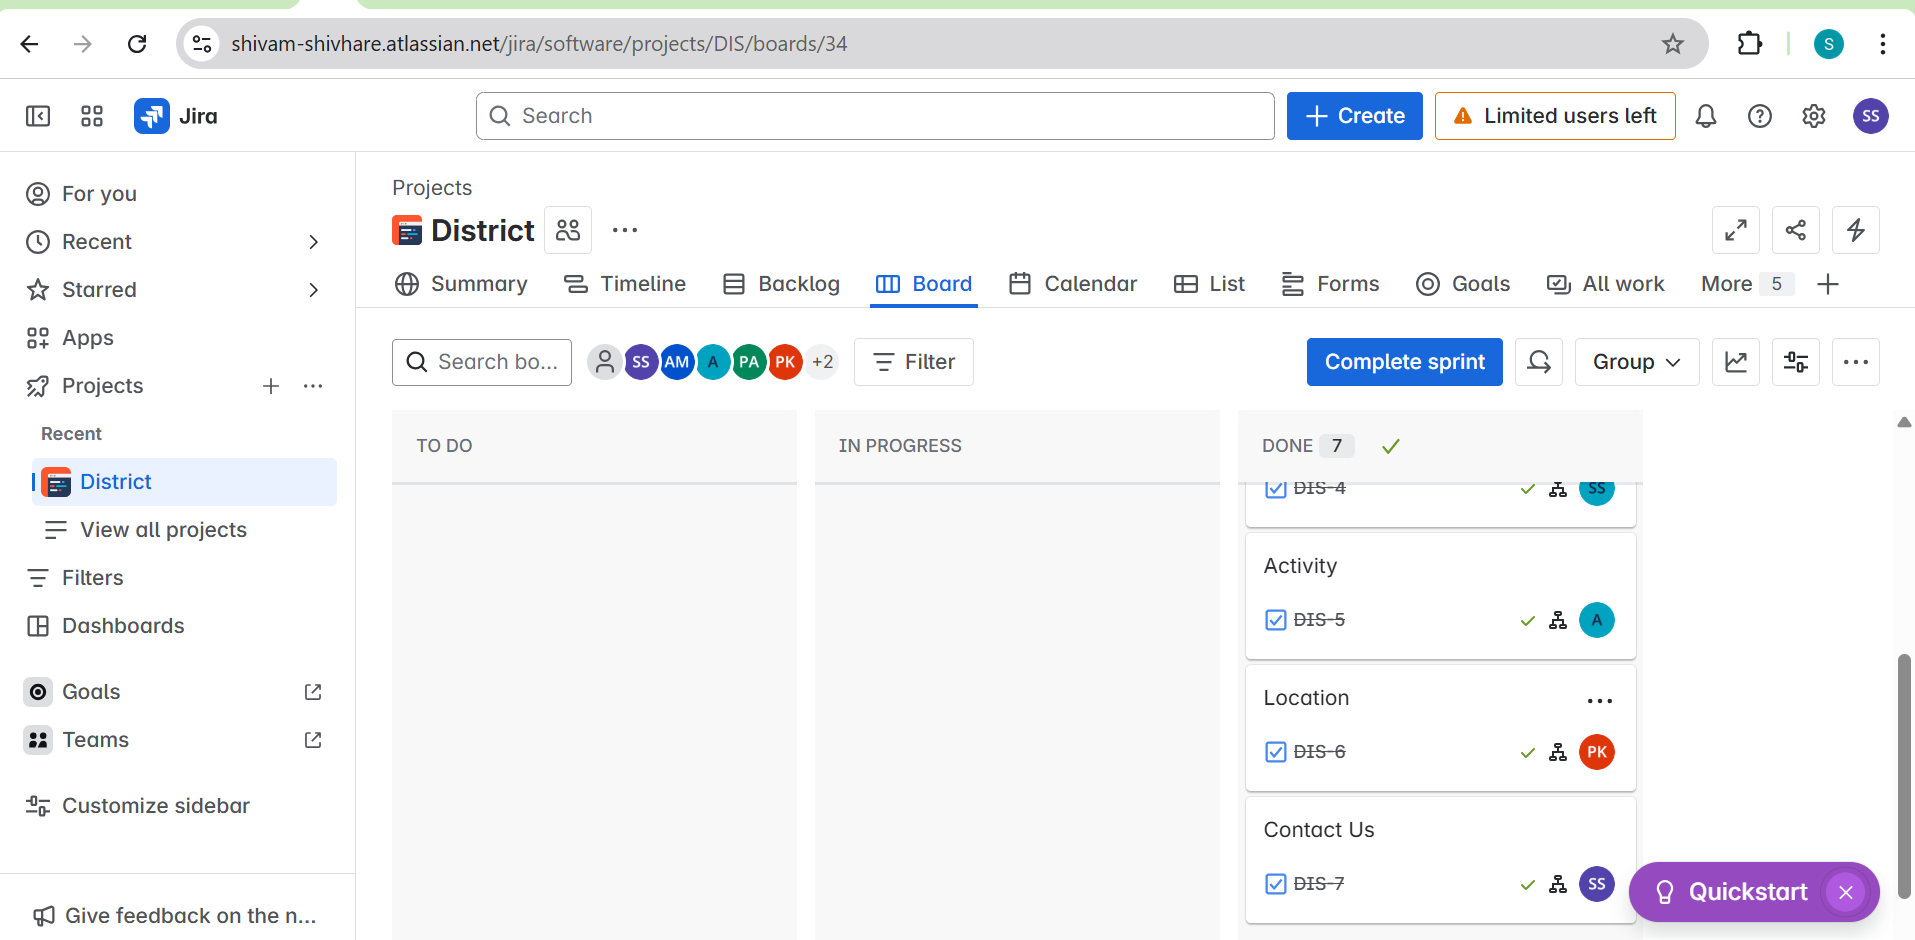 shivam-shivhare.atlassian.net/jira/software/projects/DIS/boards/34
S
Jira
Search
Create
Limited users left
SS
For you
Recent
Starred
Apps
Projects
Recent
District
View all projects
Filters
Dashboards
Goals
Teams
Customize sidebar
Give feedback on the n...
Projects
District
Summary
Timeline
Backlog
Board
Calendar
List
Forms
Goals
All work
More 5
Search bo...
SS AM A PA PK +2
Filter
Complete sprint
Group
TO DO
IN PROGRESS
DONE 7
DIS-4
SS
Activity
DIS-5
A
Location
DIS-6
PK
Contact Us
DIS-7
SS
Quickstart